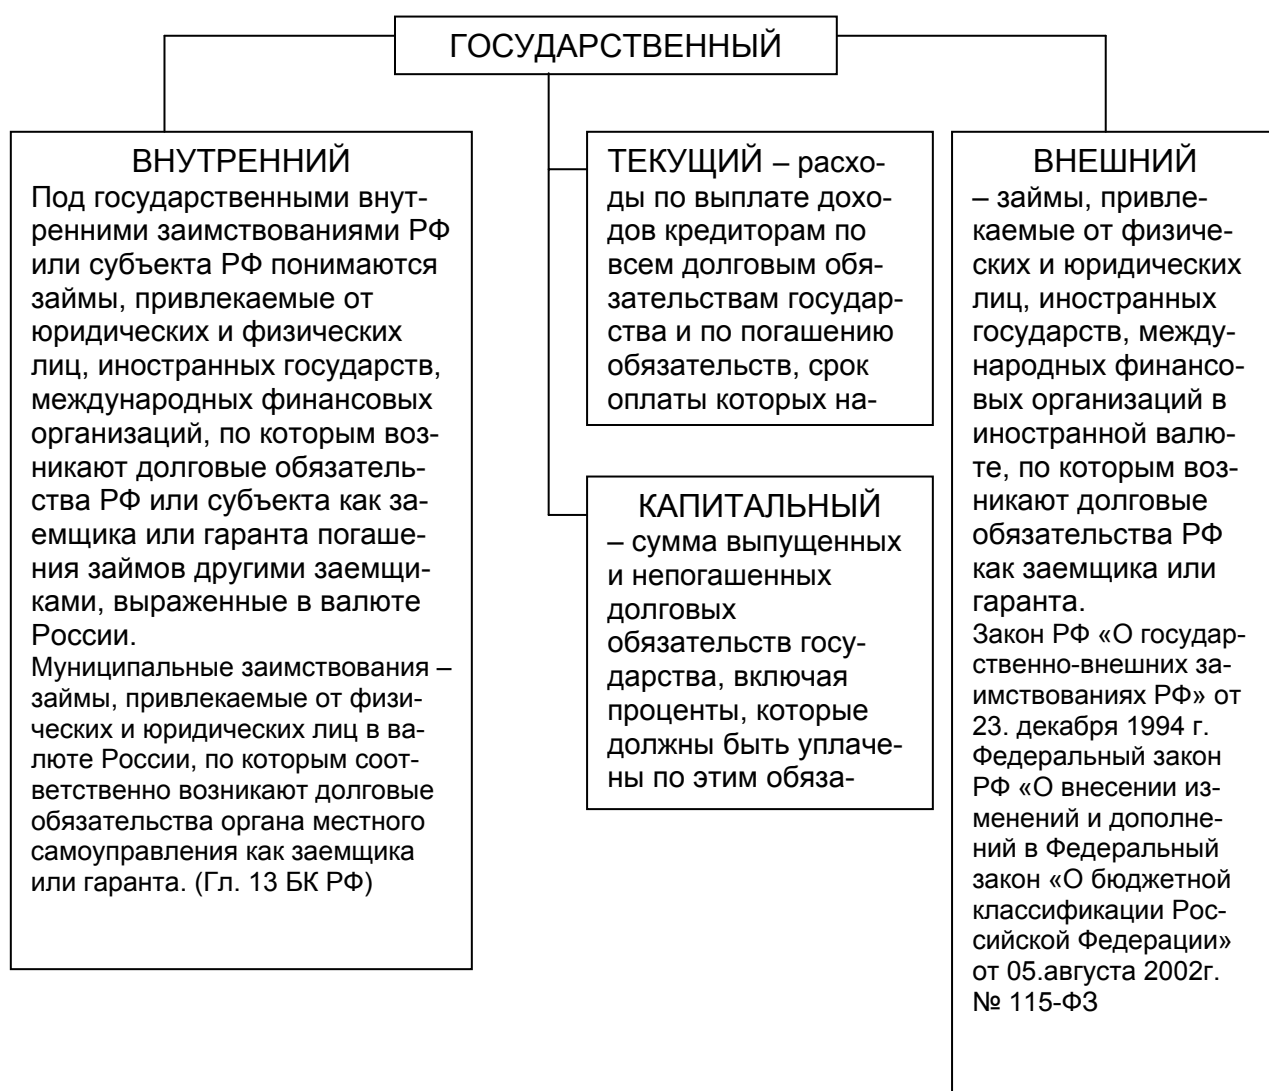 ГОСУДАРСТВЕННЫЙ
ВНУТРЕННИЙ
Под государственными внут-
ренними заимствованиями РФ
или субъекта РФ понимаются
займы, привлекаемые от
юридических и физических
лиц, иностранных государств,
международных финансовых
организаций, по которым воз-
никают долговые обязатель-
ства РФ или субъекта как за-
емщика или гаранта погаше-
ния займов другими заемщи-
ками, выраженные в валюте
России.
Муниципальные заимствования –
займы, привлекаемые от физи-
ческих и юридических лиц в ва-
люте России, по которым соот-
ветственно возникают долговые
обязательства органа местного
самоуправления как заемщика
или гаранта. (Гл. 13 БК РФ)
ТЕКУЩИЙ – расхо-
ды по выплате дохо-
дов кредиторам по
всем долговым обя-
зательствам государ-
ства и по погашению
обязательств, срок
оплаты которых на-
КАПИТАЛЬНЫЙ
– сумма выпущенных
и непогашенных
долговых
обязательств госу-
дарства, включая
проценты, которые
должны быть уплаче-
ны по этим обяза-
ВНЕШНИЙ
– займы, привле-
каемые от физиче-
ских и юридических
лиц, иностранных
государств, между-
народных финансо-
вых организаций в
иностранной валю-
те, по которым воз-
никают долговые
обязательства РФ
как заемщика или
гаранта.
Закон РФ «О государ-
ственно-внешних за-
имствованиях РФ» от
23. декабря 1994 г.
Федеральный закон
РФ «О внесении из-
менений и дополне-
ний в Федеральный
закон «О бюджетной
классификации Рос-
сийской Федерации»
от 05.августа 2002г.
№ 115-ФЗ